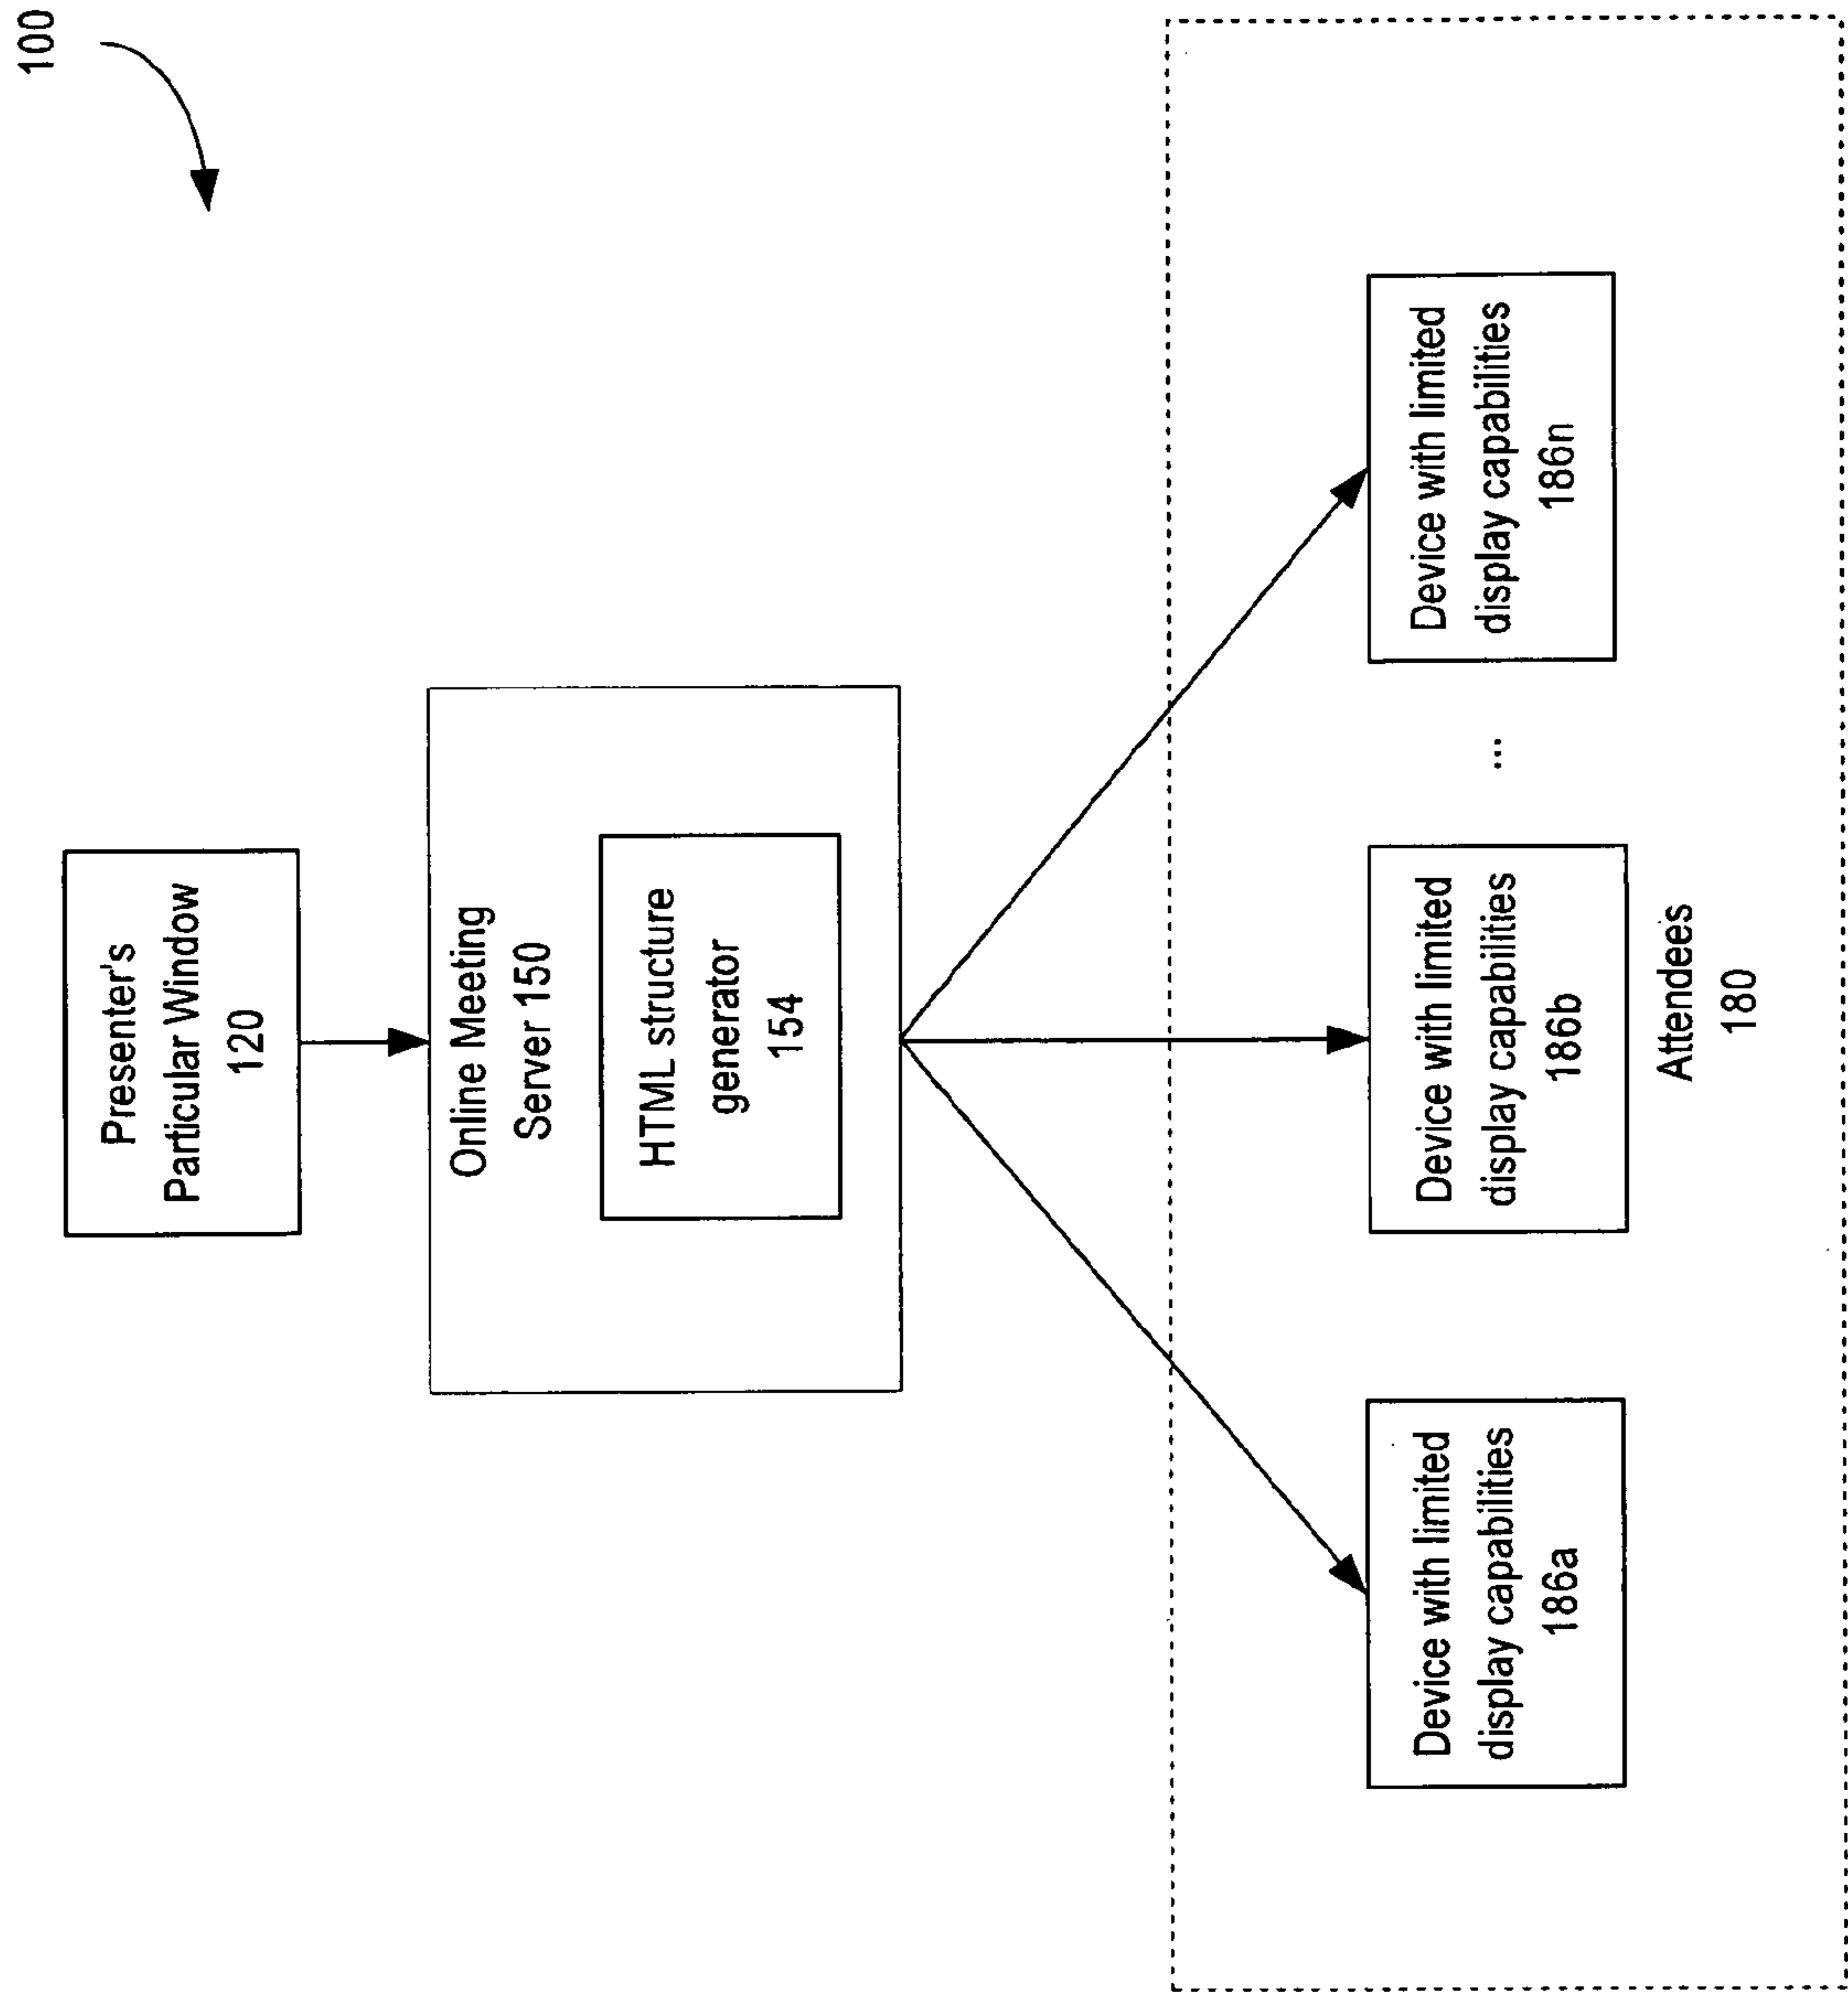 100
Presenter's
Particular Window
120
Online Meeting
Server 150
HTML structure
generator
154
Device with limited
display capabilities
186a
Device with limited
display capabilities
186b
...
Device with limited
display capabilities
186n
Attendees
180